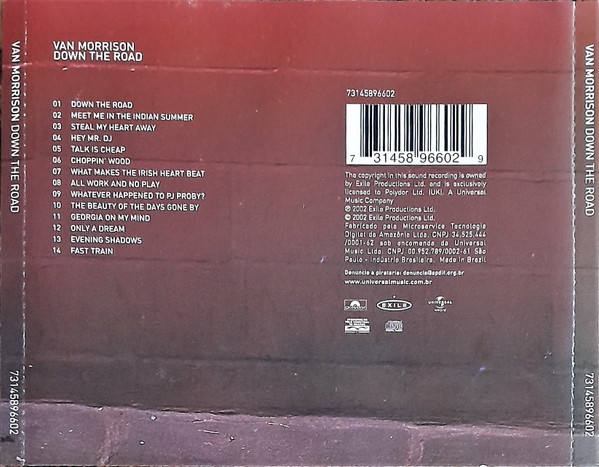 VAN MORRISON DOWN THE ROAD
73145896602
VAN MORRISON
DOWN THE ROAD
01 DOWN THE ROAD
02 MEET ME IN THE INDIAN SUMMER
03 STEAL MY HEART AWAY
04 HEY MR. DJ
05 TALK IS CHEAP
06 CHOPPIN' WOOD
07 WHAT MAKES THE IRISH HEART BEAT
08 ALL WORK AND NO PLAY
09 WHATEVER HAPPENED TO PJ PROBY?
10 THE BEAUTY OF THE DAYS GONE BY
11 GEORGIA ON MY MIND
12 ONLY A DREAM
13 EVENING SHADOWS
14 FAST TRAIN
73145896602
7 31458 96602 9
The copyright in this sound recording is owned by
Exile Productions Ltd. and is exclusively
licensed to Polydor Ltd. (UK). A Universal
Music Company
℗ 2002 Exile Productions Ltd.
© 2002 Exile Productions Ltd.
Fabricado pela Microservice Tecnologia
Digital da Amazônia Ltda. CNPJ 34.525.444
/0001-62 sob encomenda da Universal
Music Ltda. CNPJ 00.952.789/0002-61 São
Paulo - Indústria Brasileira. Made in Brazil
Denuncie a pirataria: denuncia@apdif.org.br
www.universalmusic.com.br
EXILE
UNIVERSAL
VAN MORRISON DOWN THE ROAD
73145896602